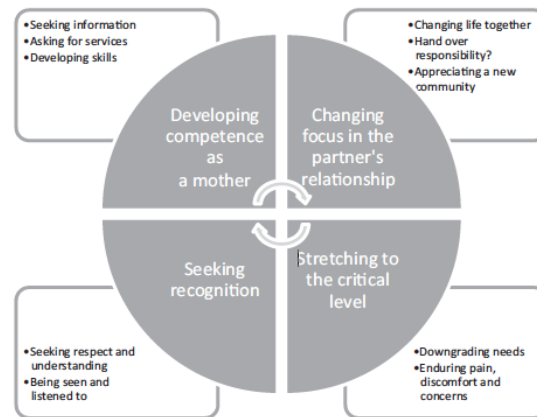 •Seeking information
•Asking for services
•Developing skills
•Changing life together
•Hand over
responsibility?
•Appreciating a new
community
Developing
competence
as
a mother
Changing
focus in the
partner's
relationship
Seeking
recognition
Stretching to
the critical
level
•Seeking respect and
understanding
•Being seen and
listened to
•Downgrading needs
•Enduring pain,
discomfort and
concerns